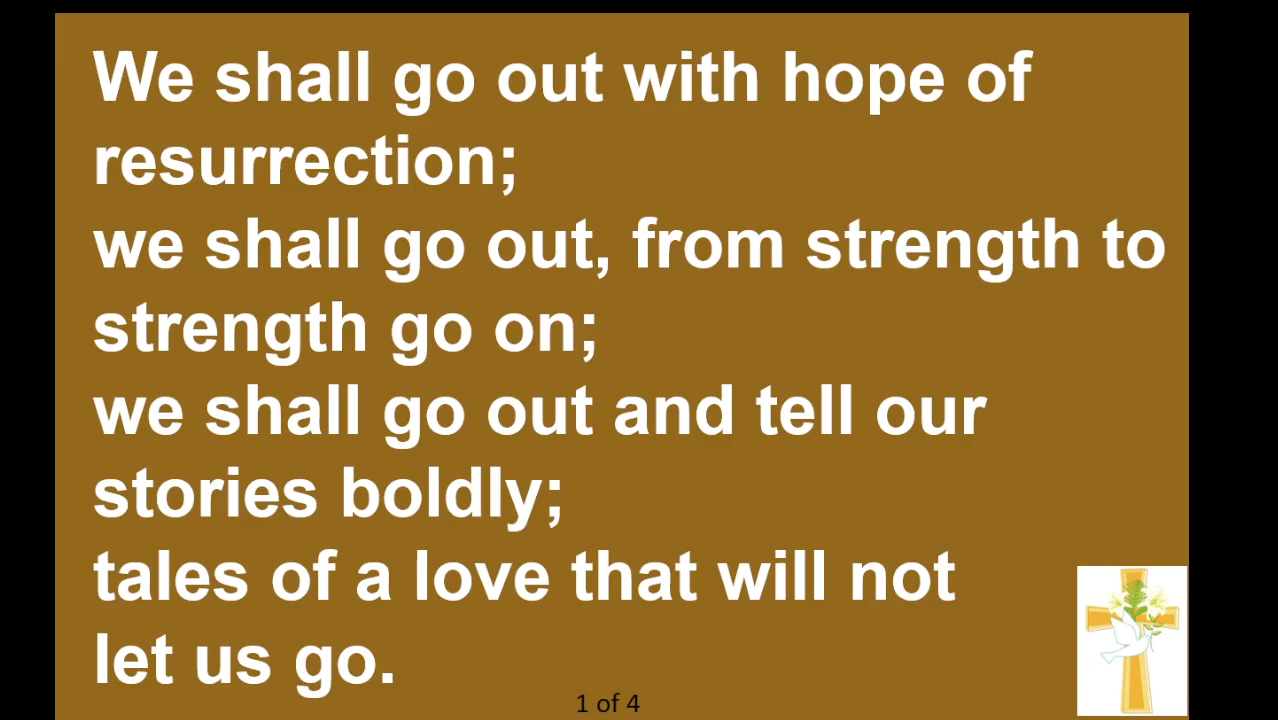 We shall go out with hope of
resurrection;
we shall go out, from strength to
strength go on;
we shall go out and tell our
stories boldly;
tales of a love that will not
let us go.
1 of 4